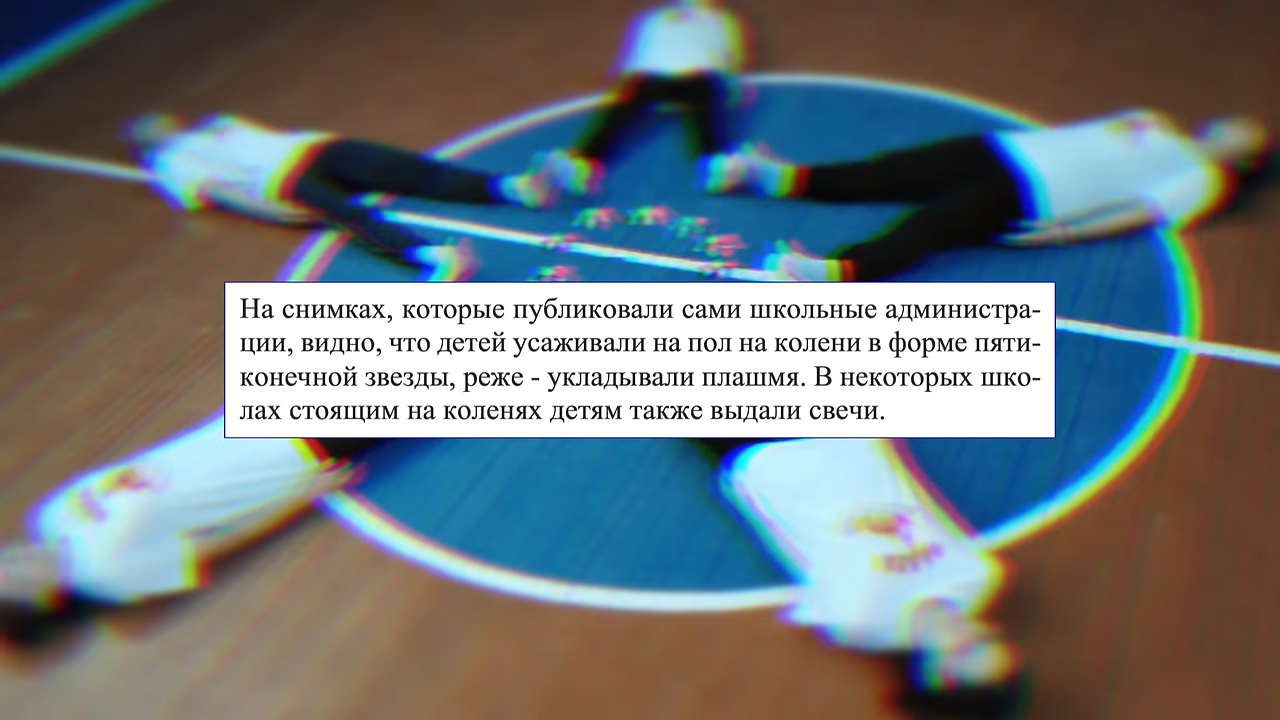 На снимках, которые публиковали сами школьные администра-
ции, видно, что детей усаживали на пол на колени в форме пяти-
конечной звезды, реже - укладывали плашмя. В некоторых шко-
лах стоящим на коленях детям также выдали свечи.